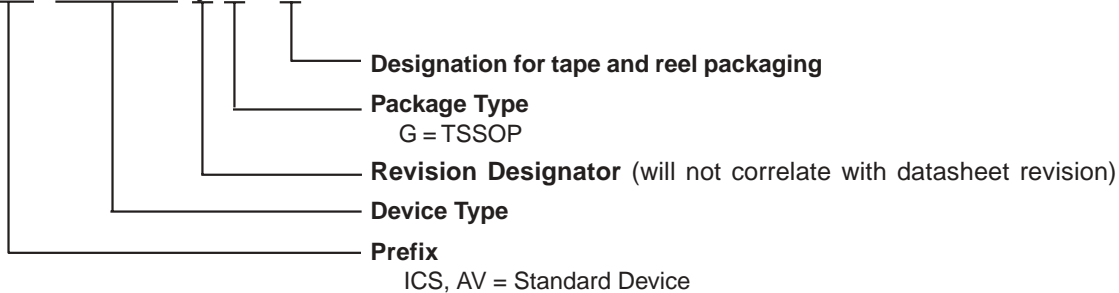 Designation for tape and reel packaging
Package Type
G = TSSOP
Revision Designator (will not correlate with datasheet revision)
Device Type
Prefix
ICS, AV = Standard Device